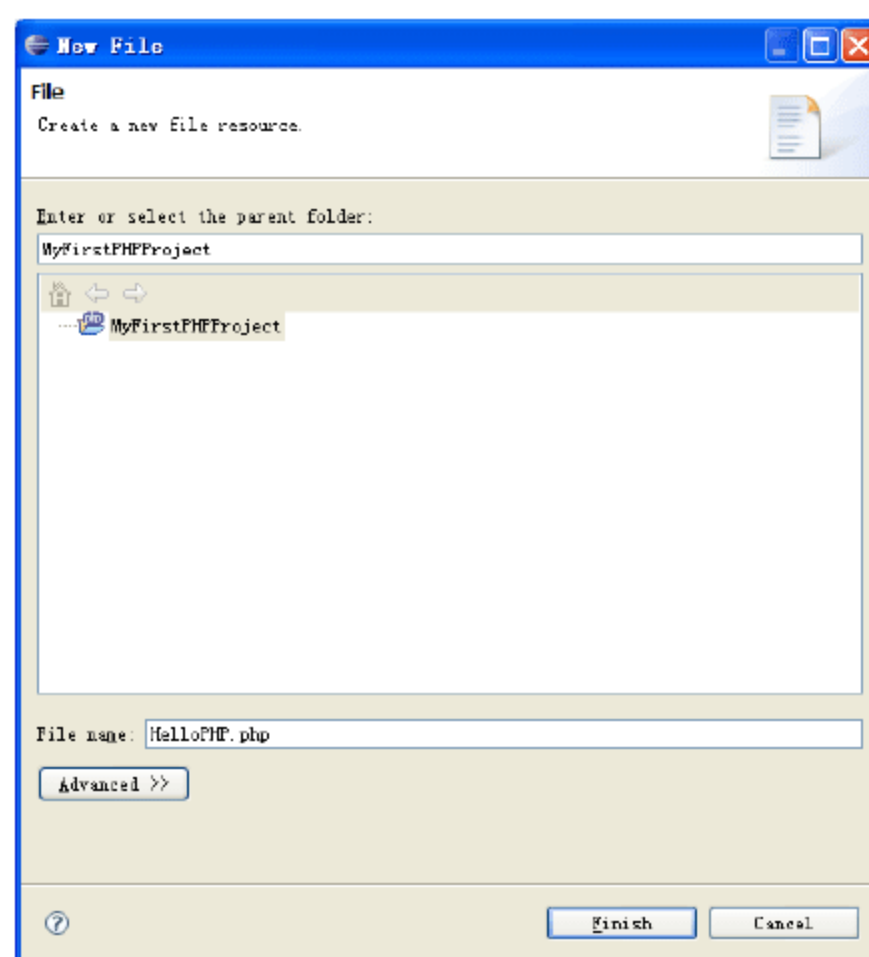 New File
File
Create a new file resource.
Enter or select the parent folder:
MyFirstPHPProject
MyFirstPHPProject
File name: HelloPHP.php
Advanced >>
Finish Cancel